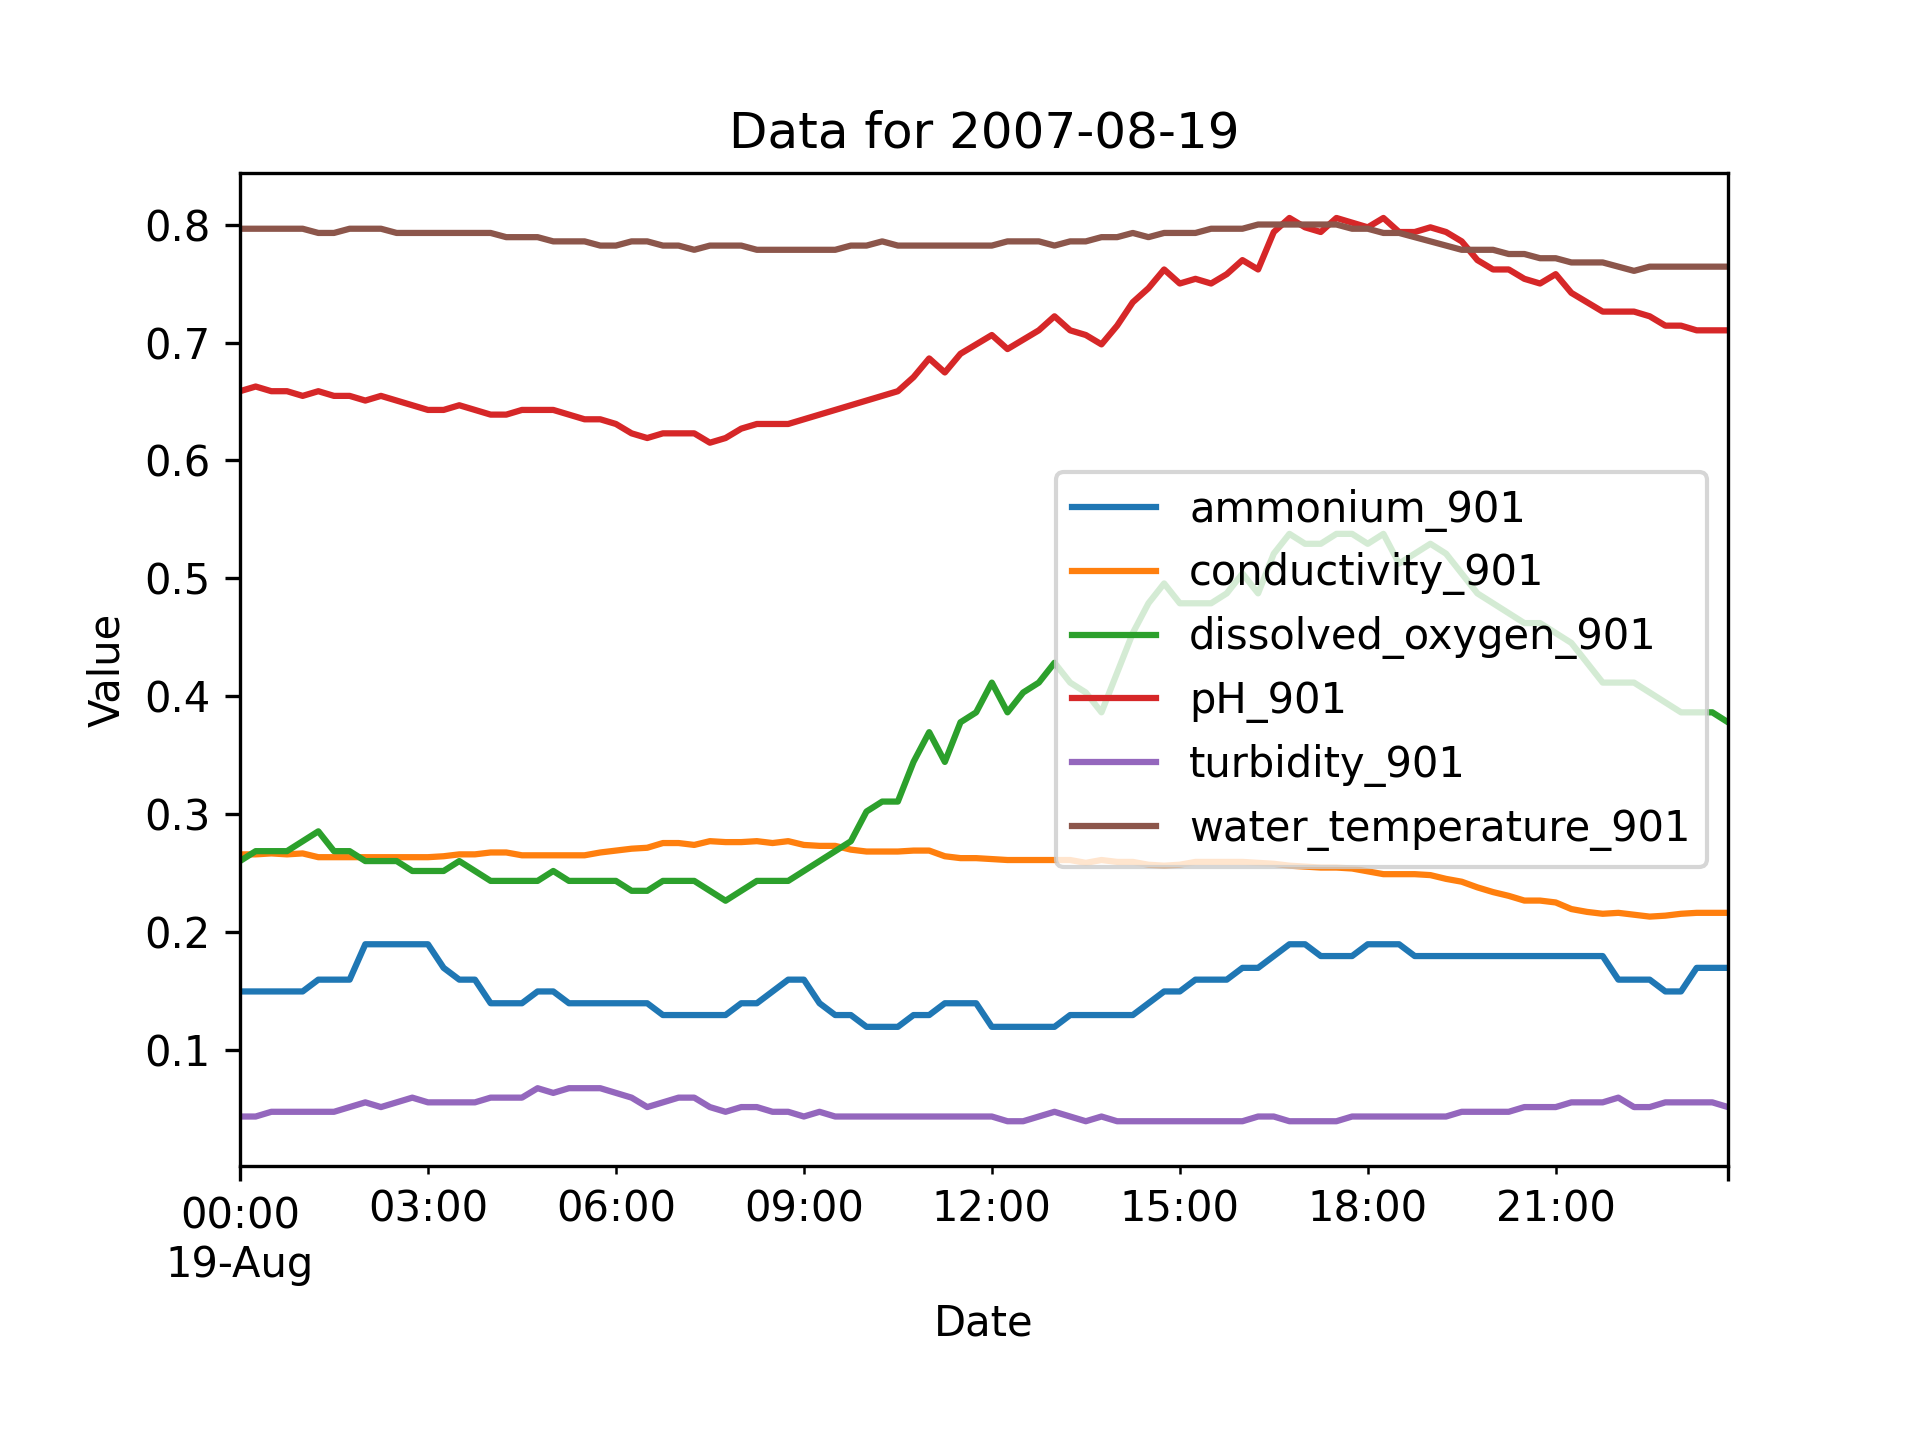 Data for 2007-08-19
Value
0.8
0.7
0.6
0.5
0.4
0.3
0.2
0.1
ammonium_901
conductivity_901
dissolved_oxygen_901
pH_901
turbidity_901
water_temperature_901
00:00 03:00 06:00 09:00 12:00 15:00 18:00 21:00
19-Aug
Date